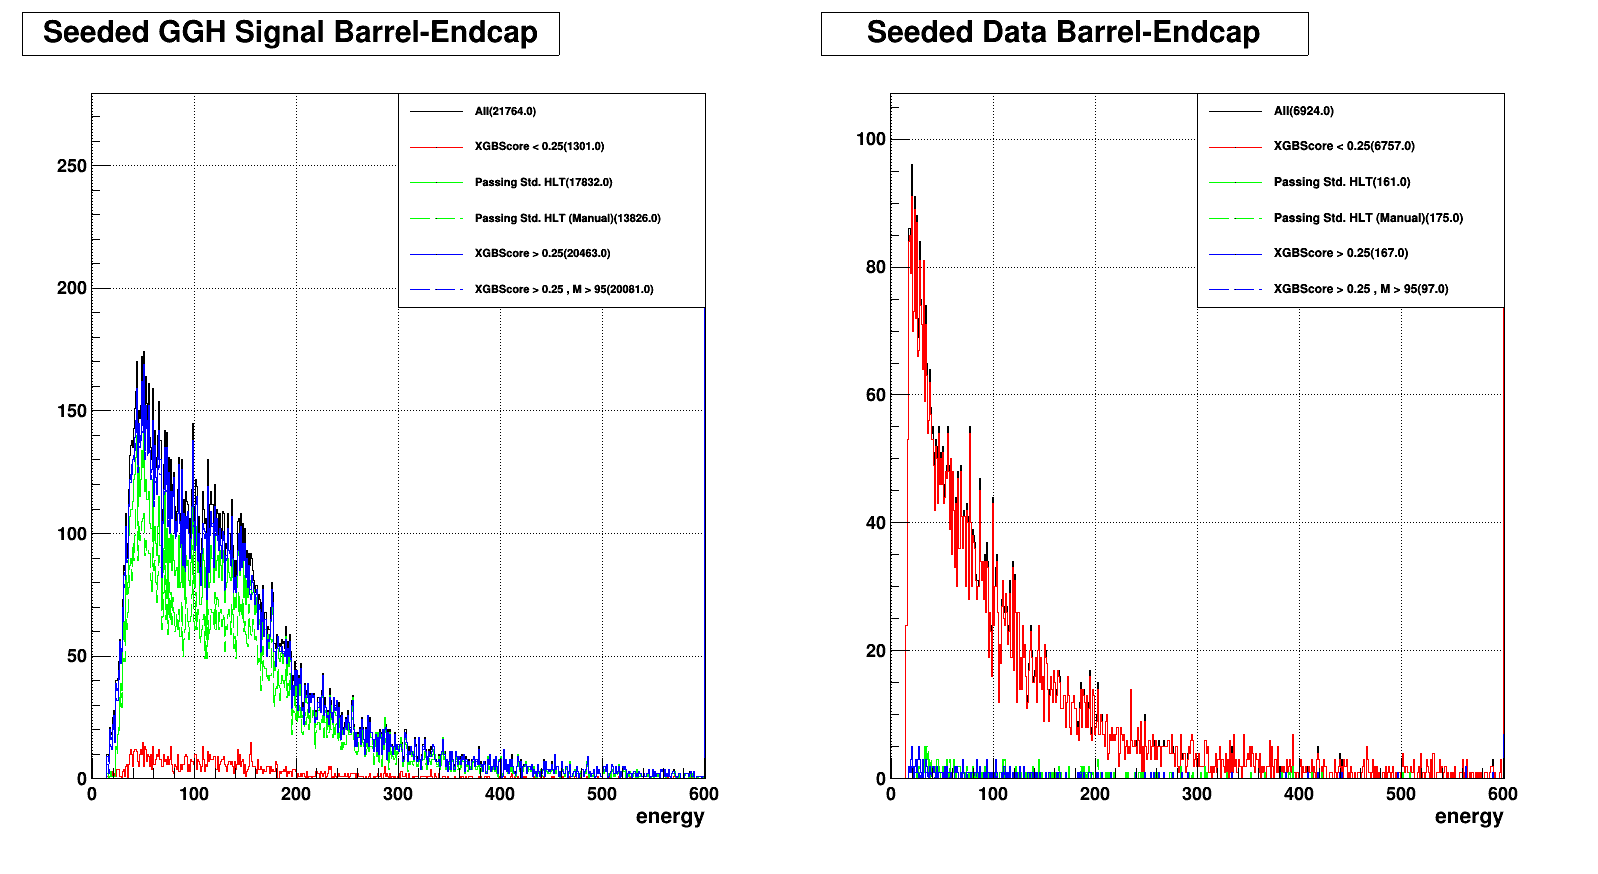 Seeded GGH Signal Barrel-Endcap
All(21764.0)
XGBScore < 0.25(1301.0)
Passing Std. HLT(17832.0)
Passing Std. HLT (Manual)(13826.0)
XGBScore > 0.25(20463.0)
XGBScore > 0.25 , M > 95(20081.0)
250
200
150
100
50
0
0 100 200 300 400 500 600
energy
Seeded Data Barrel-Endcap
All(6924.0)
XGBScore < 0.25(6757.0)
Passing Std. HLT(161.0)
Passing Std. HLT (Manual)(175.0)
XGBScore > 0.25(167.0)
XGBScore > 0.25 , M > 95(97.0)
100
80
60
40
20
0
0 100 200 300 400 500 600
energy